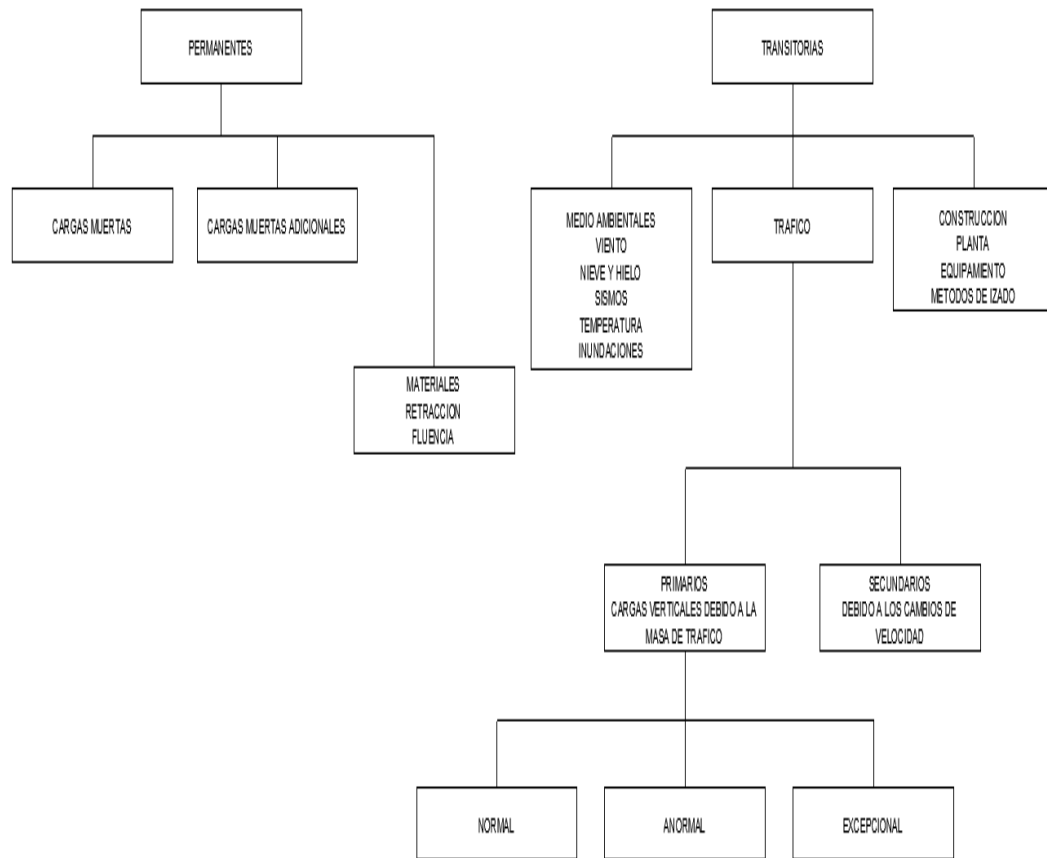 PERMANENTES
TRANSITORIAS
CARGAS MUERTAS
CARGAS MUERTAS ADICIONALES
MEDIO AMBIENTALES
VIENTO
NIEVE Y HIELO
SISMOS
TEMPERATURA
INUNDACIONES
TRAFICO
CONSTRUCCION
PLANTA
EQUIPAMIENTO
METODOS DE IZADO
MATERIALES
RETRACCION
FLUENCIA
PRIMARIOS
CARGAS VERTICALES DEBIDO A LA
MASA DE TRAFICO
SECUNDARIOS
DEBIDO A LOS CAMBIOS DE
VELOCIDAD
NORMAL
ANORMAL
EXCEPCIONAL